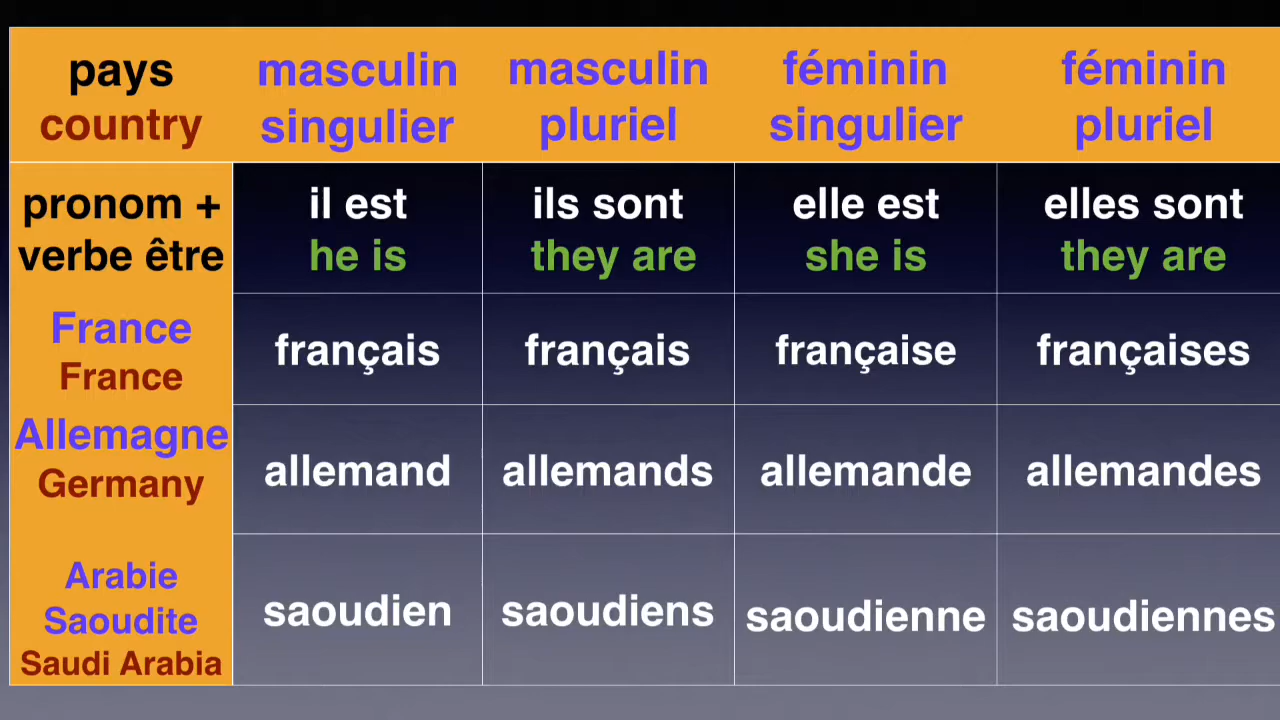 pays
country
masculin
singulier
masculin
pluriel
féminin
singulier
féminin
pluriel
pronom +
verbe être
il est
he is
ils sont
they are
elle est
she is
elles sont
they are
France
France
français
français
française
françaises
Allemagne
Germany
allemand
allemands
allemande
allemandes
Arabie
Saoudite
Saudi Arabia
saoudien
saoudiens
saoudienne
saoudiennes